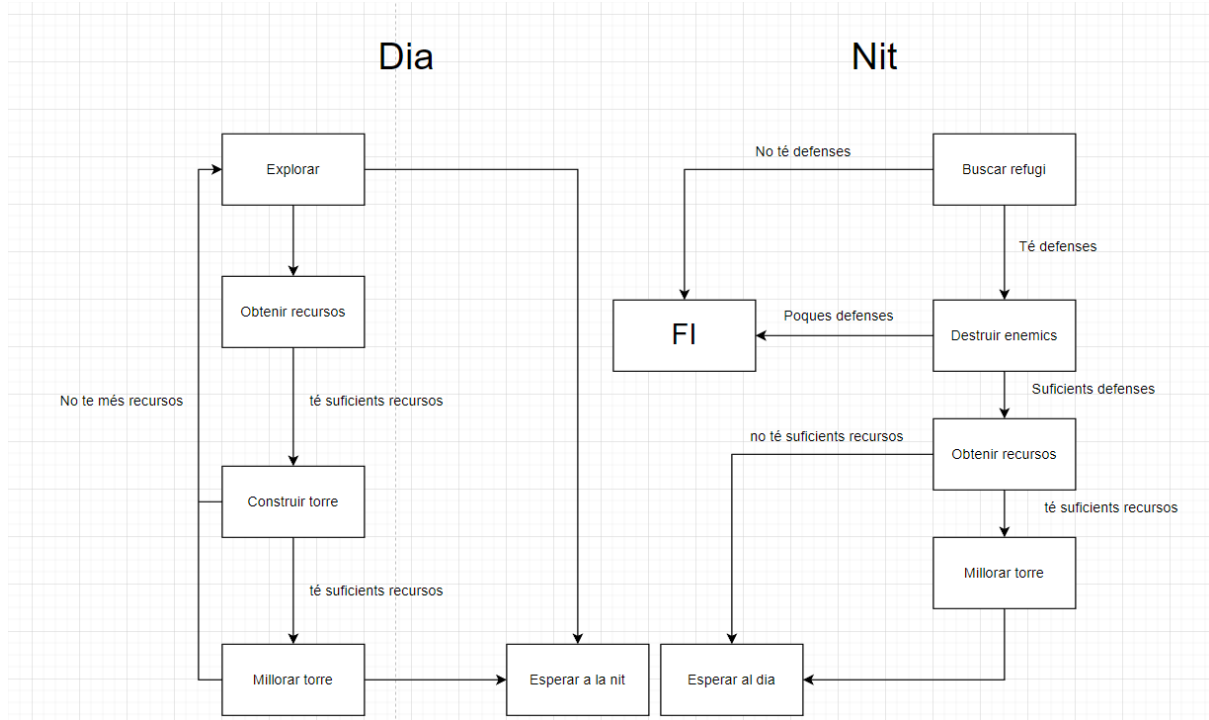 Dia
Nit
No té defenses
Explorar
Buscar refugi
Té defenses
Obtenir recursos
Poques defenses
FI
Destruir enemics
Suficients defenses
No te més recursos
té suficients recursos
no té suficients recursos
Obtenir recursos
Construir torre
té suficients recursos
Millorar torre
té suficients recursos
Millorar torre
Esperar a la nit
Esperar al dia